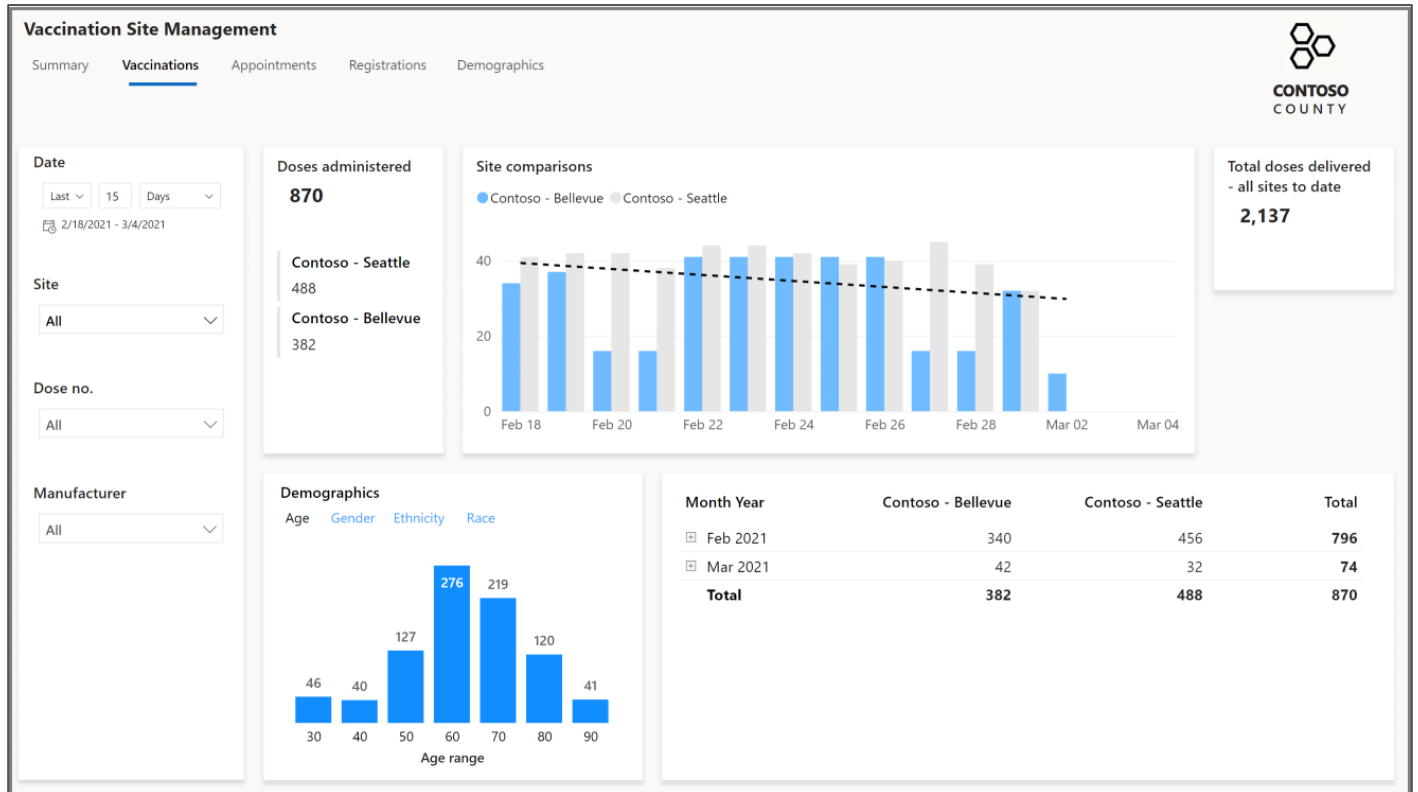 Vaccination Site Management
Summary Vaccinations Appointments Registrations Demographics
CONTOSO
COUNTY
Date
Last 15 Days
2/18/2021 - 3/4/2021
Site
All
Dose no.
All
Manufacturer
All
Doses administered
870
Contoso - Seattle
488
Contoso - Bellevue
382
Site comparisons
Contoso - Bellevue Contoso - Seattle
40
20
0
Feb 18 Feb 20 Feb 22 Feb 24 Feb 26 Feb 28 Mar 02 Mar 04
Total doses delivered
- all sites to date
2,137
Demographics
Age Gender Ethnicity Race
276 219
127 120
46 40 41
30 40 50 60 70 80 90
Age range
Month Year Contoso - Bellevue Contoso - Seattle Total
Feb 2021 340 456 796
Mar 2021 42 32 74
Total 382 488 870